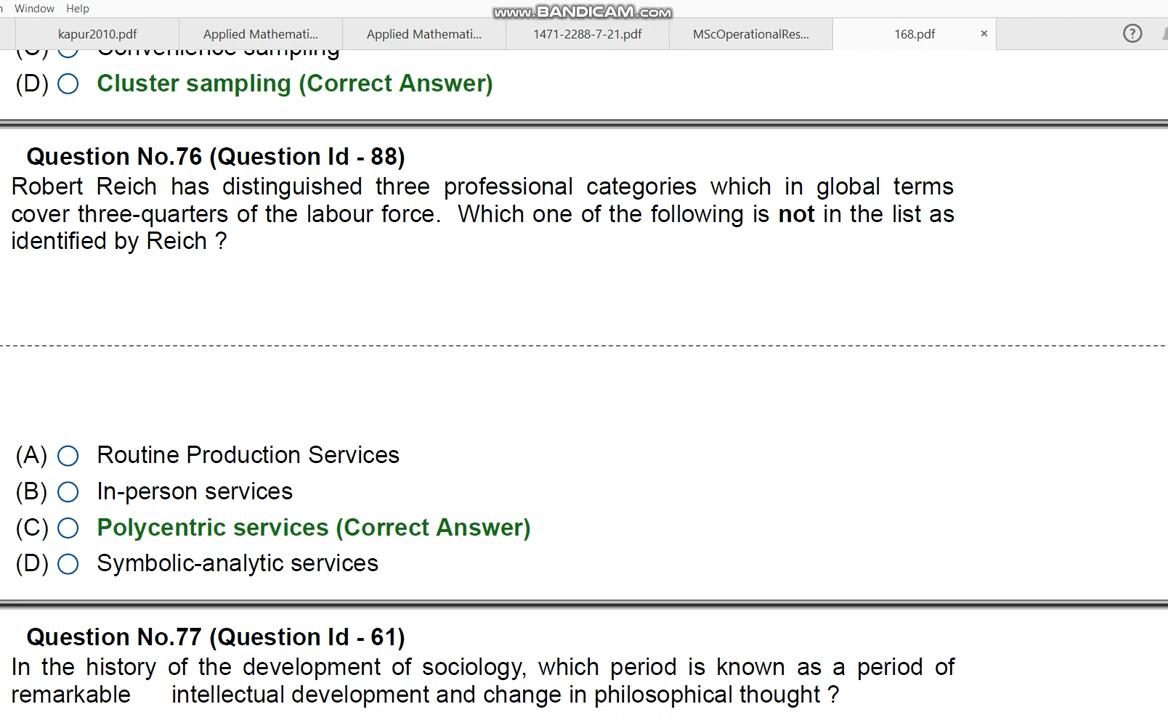 Window Help
www.BANDICAM.com
kapur2010.pdf Applied Mathemati... Applied Mathemati... 1471-2288-7-21.pdf MScOperationalRes... 168.pdf × ?
(C) Convenience sampling
(D) Cluster sampling (Correct Answer)
Question No.76 (Question Id - 88)
Robert Reich has distinguished three professional categories which in global terms
cover three-quarters of the labour force. Which one of the following is not in the list as
identified by Reich ?
(A) Routine Production Services
(B) In-person services
(C) Polycentric services (Correct Answer)
(D) Symbolic-analytic services
Question No.77 (Question Id - 61)
In the history of the development of sociology, which period is known as a period of
remarkable intellectual development and change in philosophical thought ?